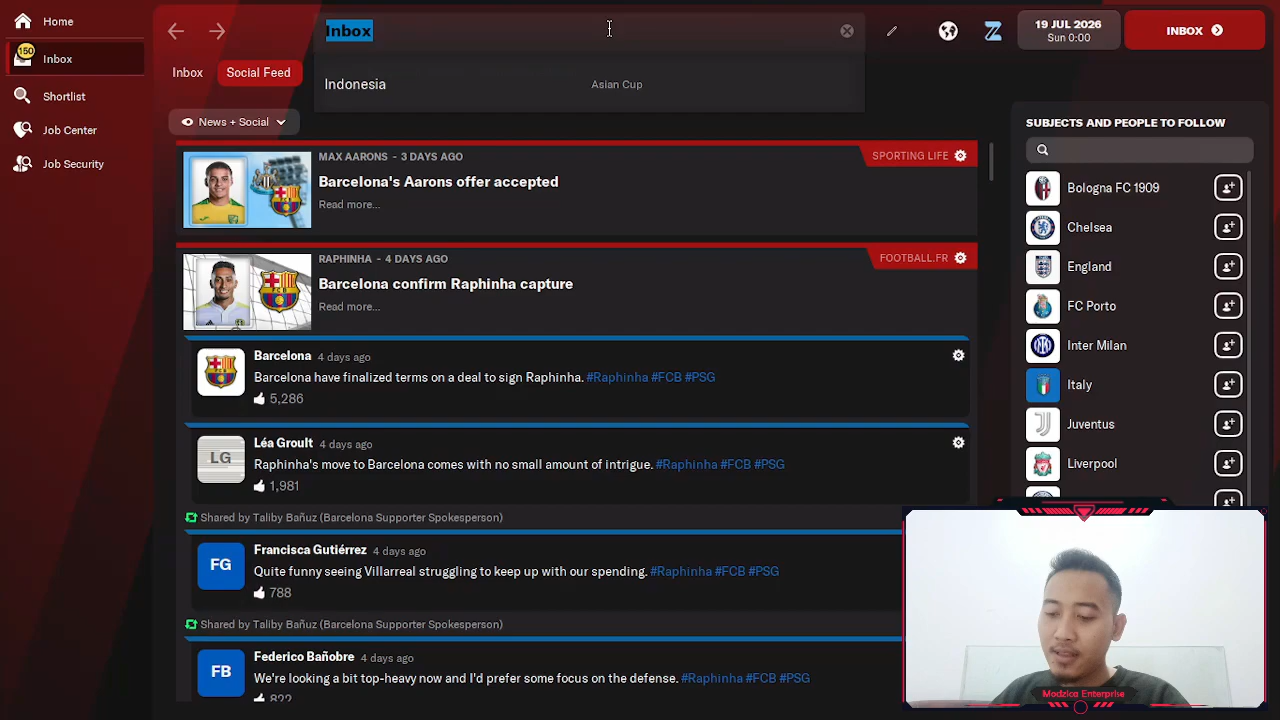 Home
150
Inbox
Shortlist
Job Center
Job Security
Inbox
Indonesia Asian Cup
19 JUL 2026
Sun 0:00
INBOX
Inbox Social Feed
News + Social
MAX AARONS - 3 DAYS AGO
SPORTING LIFE
Barcelona's Aarons offer accepted
Read more...
RAPHINHA - 4 DAYS AGO
FOOTBALL.FR
Barcelona confirm Raphinha capture
Read more...
Barcelona 4 days ago
Barcelona have finalized terms on a deal to sign Raphinha. #Raphinha #FCB #PSG
5,286
LG
Léa Groult 4 days ago
Raphinha's move to Barcelona comes with no small amount of intrigue. #Raphinha #FCB #PSG
1,981
Shared by Taliby Bañuz (Barcelona Supporter Spokesperson)
FG
Francisca Gutiérrez 4 days ago
Quite funny seeing Villarreal struggling to keep up with our spending. #Raphinha #FCB #PSG
788
Shared by Taliby Bañuz (Barcelona Supporter Spokesperson)
FB
Federico Bañobre 4 days ago
We're looking a bit top-heavy now and I'd prefer some focus on the defense. #Raphinha #FCB #PSG
822
SUBJECTS AND PEOPLE TO FOLLOW
Bologna FC 1909
Chelsea
England
FC Porto
Inter Milan
Italy
Juventus
Liverpool
Modzica Enterprise